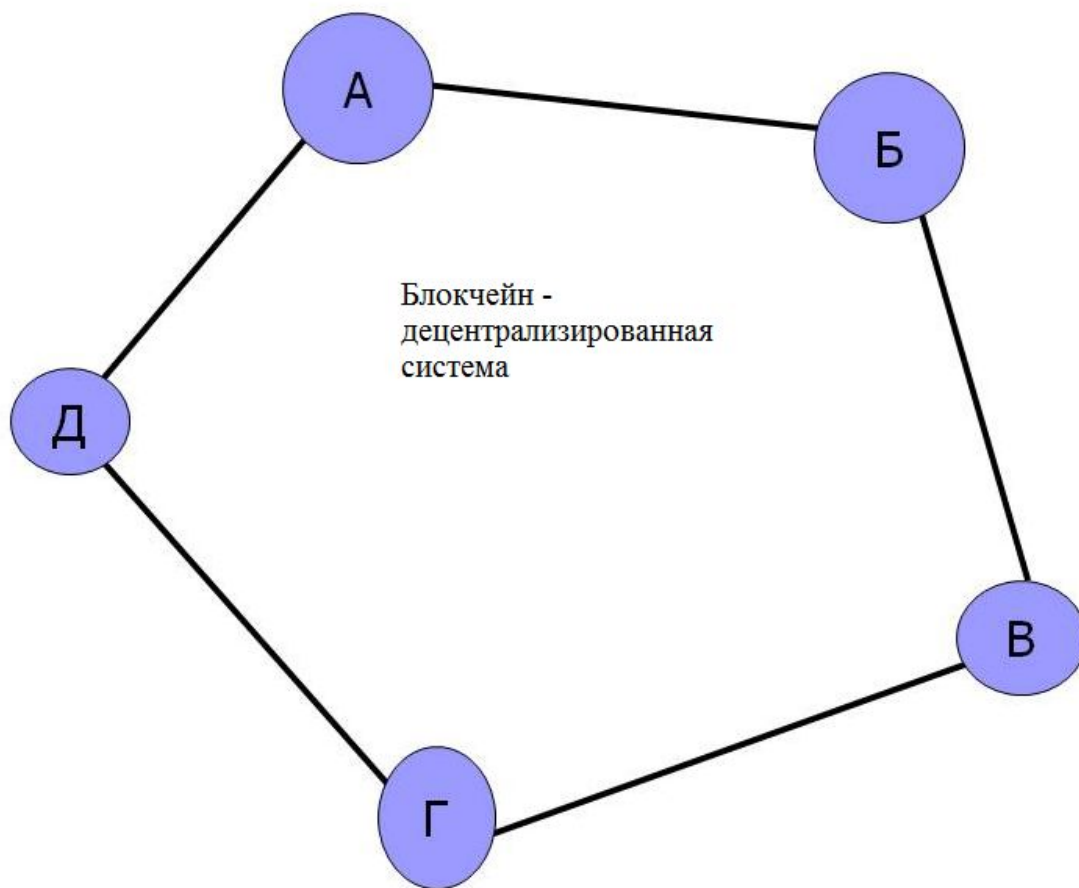 А
Б
Блокчейн -
децентрализированная
система
Д
В
Г